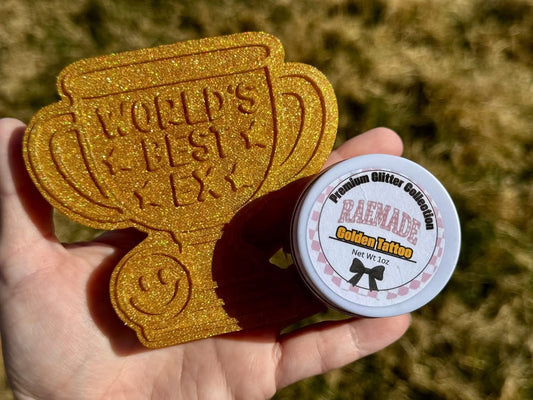 WORLD'S
BEST
EX
Premium Glitter Collection
RAEMADE
Golden Tattoo
Net Wt 1oz